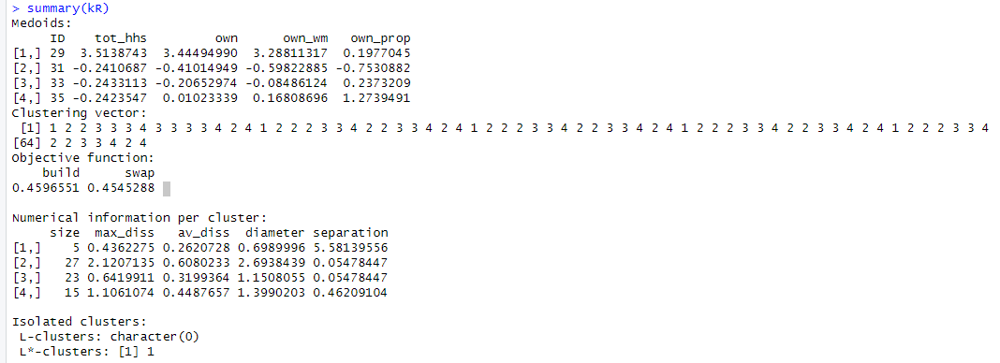 > summary(kR)
Medoids:
     ID    tot_hhs         own      own_wm   own_prop
[1,] 29  3.5138743  3.44494990  3.28811317  0.1977045
[2,] 31 -0.2410687 -0.41014949 -0.59822885 -0.7530882
[3,] 33 -0.2433113 -0.20652974 -0.08486124  0.2373209
[4,] 35 -0.2423547  0.01023339  0.16808696  1.2739491
Clustering vector:
 [1] 1 2 2 3 3 3 4 3 3 3 3 4 2 4 1 2 2 2 3 3 4 2 2 3 3 4 2 4 1 2 2 2 3 3 4 2 2 3 3 4 2 4 1 2 2 2 3 3 4 2 2 3 3 4 2 4 1 2 2 2 3 3 4
[64] 2 2 3 3 4 2 4
Objective function:
    build      swap
0.4596551 0.4545288

Numerical information per cluster:
     size  max_diss   av_diss  diameter separation
[1,]    5 0.4362275 0.2620728 0.6989996 5.58139556
[2,]   27 2.1207135 0.6080233 2.6938439 0.05478447
[3,]   23 0.6419911 0.3199364 1.1508055 0.05478447
[4,]   15 1.1061074 0.4487657 1.3990203 0.46209104

Isolated clusters:
 L-clusters: character(0)
 L*-clusters: [1] 1